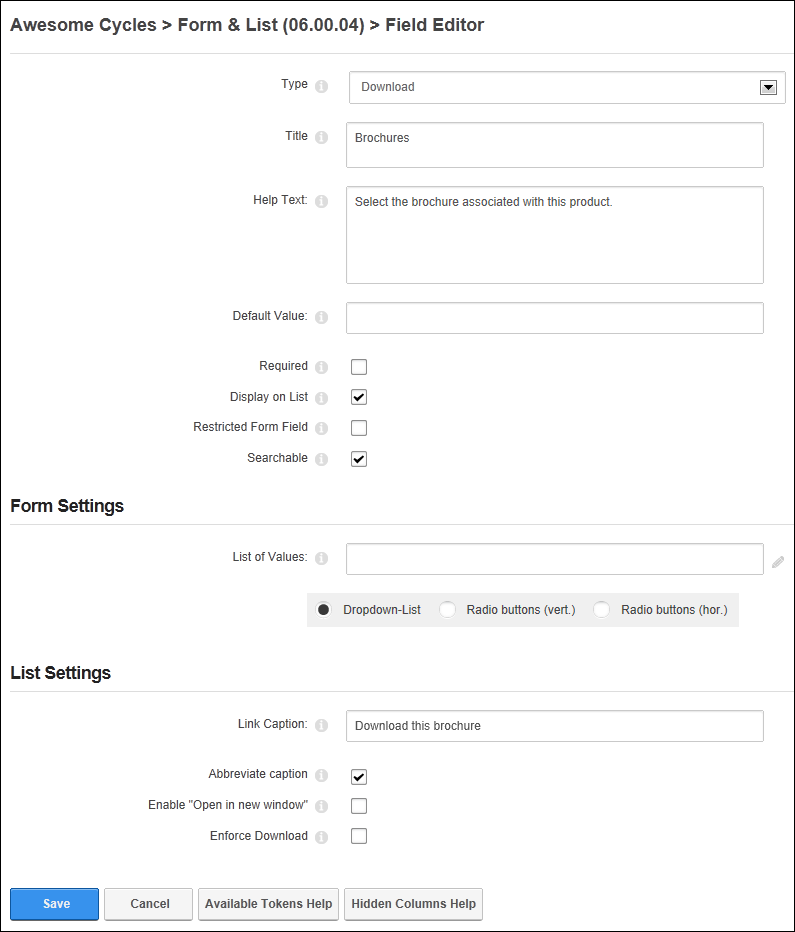 Awesome Cycles > Form & List (06.00.04) > Field Editor
Type
Download
Title
Brochures
Help Text:
Select the brochure associated with this product.
Default Value:
Required
Display on List
Restricted Form Field
Searchable
Form Settings
List of Values:
Dropdown-List Radio buttons (vert.) Radio buttons (hor.)
List Settings
Link Caption:
Download this brochure
Abbreviate caption
Enable "Open in new window"
Enforce Download
Save Cancel Available Tokens Help Hidden Columns Help